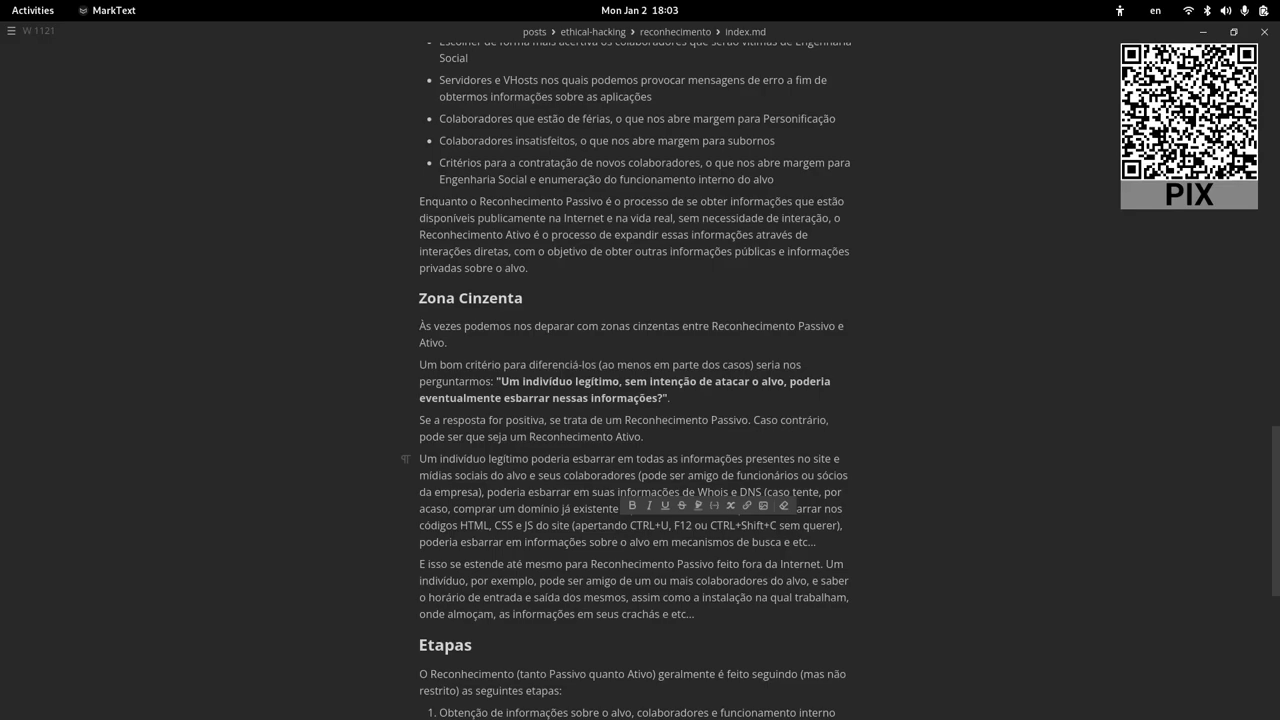 Activities
MarkText
Mon Jan 2 18:03
en
W 1121
posts > ethical-hacking > reconhecimento > index.md
Escolher de forma mais acertiva os colaboradores que serão vítimas de Engenharia
Social
Servidores e VHosts nos quais podemos provocar mensagens de erro a fim de
obtermos informações sobre as aplicações
Colaboradores que estão de férias, o que nos abre margem para Personificação
Colaboradores insatisfeitos, o que nos abre margem para subornos
Critérios para a contratação de novos colaboradores, o que nos abre margem para
Engenharia Social e enumeração do funcionamento interno do alvo
PIX
Enquanto o Reconhecimento Passivo é o processo de se obter informações que estão
disponíveis publicamente na Internet e na vida real, sem necessidade de interação, o
Reconhecimento Ativo é o processo de expandir essas informações através de
interações diretas, com o objetivo de obter outras informações públicas e informações
privadas sobre o alvo.
Zona Cinzenta
Às vezes podemos nos deparar com zonas cinzentas entre Reconhecimento Passivo e
Ativo.
Um bom critério para diferenciá-los (ao menos em parte dos casos) seria nos
perguntarmos: "Um indivíduo legítimo, sem intenção de atacar o alvo, poderia
eventualmente esbarrar nessas informações?".
Se a resposta for positiva, se trata de um Reconhecimento Passivo. Caso contrário,
pode ser que seja um Reconhecimento Ativo.
Um indivíduo legítimo poderia esbarrar em todas as informações presentes no site e
mídias sociais do alvo e seus colaboradores (pode ser amigo de funcionários ou sócios
da empresa), poderia esbarrar em suas informações de Whois e DNS (caso tente, por
acaso, comprar um domínio já existente arrar nos
códigos HTML, CSS e JS do site (apertando CTRL+U, F12 ou CTRL+Shift+C sem querer),
poderia esbarrar em informações sobre o alvo em mecanismos de busca e etc...
E isso se estende até mesmo para Reconhecimento Passivo feito fora da Internet. Um
indivíduo, por exemplo, pode ser amigo de um ou mais colaboradores do alvo, e saber
o horário de entrada e saída dos mesmos, assim como a instalação na qual trabalham,
onde almoçam, as informações em seus crachás e etc...
Etapas
O Reconhecimento (tanto Passivo quanto Ativo) geralmente é feito seguindo (mas não
restrito) as seguintes etapas:
1. Obtenção de informações sobre o alvo, colaboradores e funcionamento interno